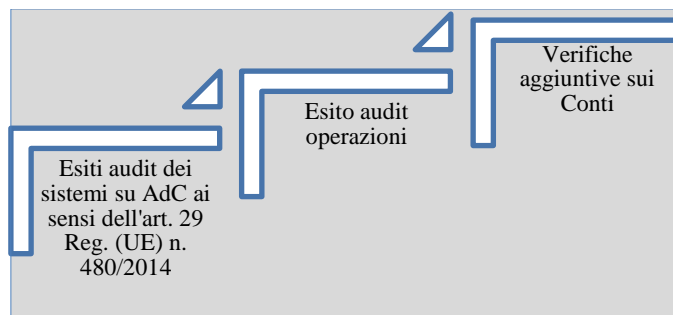 Esiti audit dei
sistemi su AdC ai
sensi dell'art. 29
Reg. (UE) n.
480/2014
Esito audit
operazioni
Verifiche
aggiuntive sui
Conti